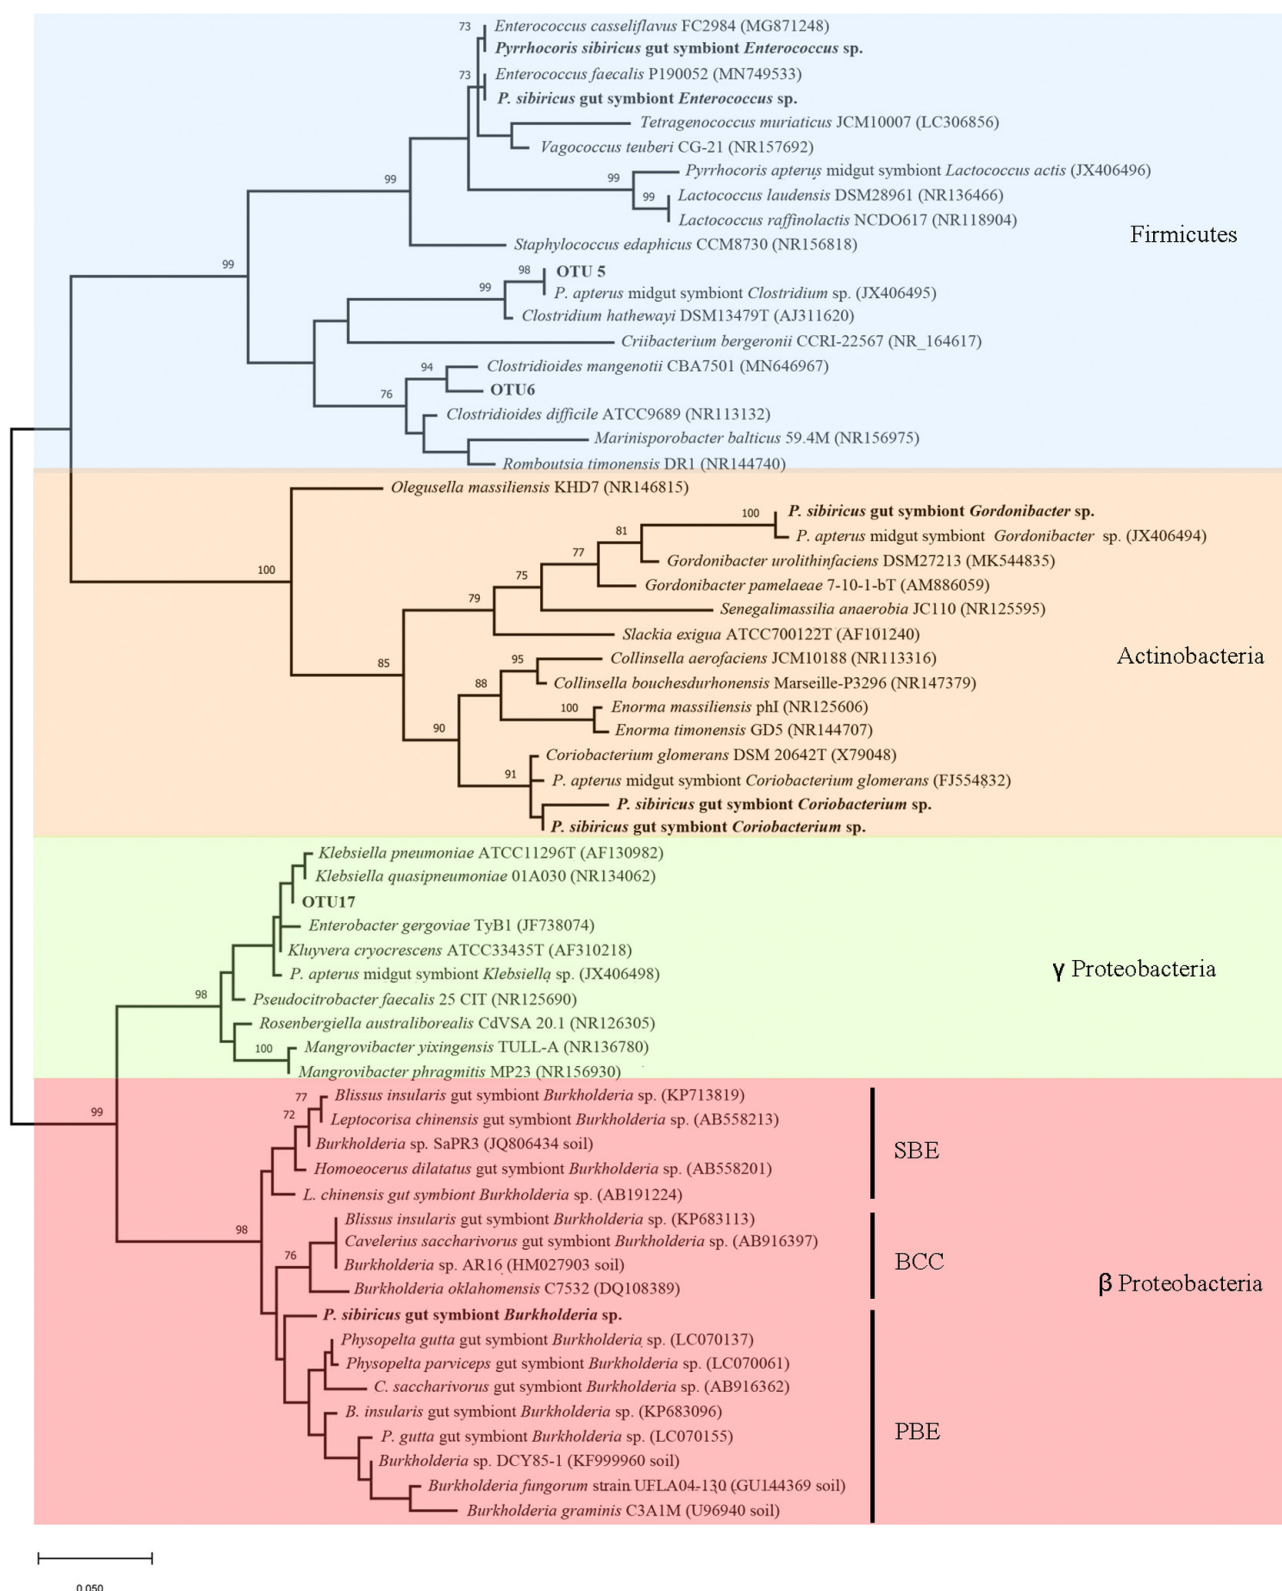 73
Enterococcus casseliflavus FC2984 (MG871248)
Pyrrhocoris sibiricus gut symbiont Enterococcus sp.
73
Enterococcus faecalis P190052 (MN749533)
P. sibiricus gut symbiont Enterococcus sp.
Tetragenococcus muriaticus JCM10007 (LC306856)
Vagococcus teuberi CG-21 (NR157692)
99
99
Pyrrhocoris apterus midgut symbiont Lactococcus actis (JX406496)
99
Lactococcus laudensis DSM28961 (NR136466)
Lactococcus raffinolactis NCDO617 (NR118904)
Firmicutes
Staphylococcus edaphicus CCM8730 (NR156818)
99
98
OTU 5
99
P. apterus midgut symbiont Clostridium sp. (JX406495)
Clostridium hathewayi DSM13479T (AJ311620)
Criibacterium bergeronii CCRI-22567 (NR_164617)
94
Clostridioides mangenotii CBA7501 (MN646967)
76
OTU6
Clostridioides difficile ATCC9689 (NR113132)
Marinisporobacter balticus 59.4M (NR156975)
Romboutsia timonensis DR1 (NR144740)
Olegusella massiliensis KHD7 (NR146815)
100
P. sibiricus gut symbiont Gordonibacter sp.
81
P. apterus midgut symbiont Gordonibacter sp. (JX406494)
77
Gordonibacter urolithinfaciens DSM27213 (MK544835)
100
75
Gordonibacter pamelaeae 7-10-1-bT (AM886059)
79
Senegalimassilia anaerobia JC110 (NR125595)
Slackia exigua ATCC700122T (AF101240)
Actinobacteria
85
95
Collinsella aerofaciens JCM10188 (NR113316)
88
Collinsella bouchesdurhonensis Marseille-P3296 (NR147379)
100
Enorma massiliensis phI (NR125606)
90
Enorma timonensis GD5 (NR144707)
Coriobacterium glomerans DSM 20642T (X79048)
91
P. apterus midgut symbiont Coriobacterium glomerans (FJ554832)
P. sibiricus gut symbiont Coriobacterium sp.
P. sibiricus gut symbiont Coriobacterium sp.
Klebsiella pneumoniae ATCC11296T (AF130982)
Klebsiella quasipneumoniae 01A030 (NR134062)
OTU17
Enterobacter gergoviae TyB1 (JF738074)
Kluyvera cryocrescens ATCC33435T (AF310218)
P. apterus midgut symbiont Klebsiella sp. (JX406498)
γ Proteobacteria
98
Pseudocitrobacter faecalis 25 CIT (NR125690)
Rosenbergiella australiborealis CdVSA 20.1 (NR126305)
100
Mangrovibacter yixingensis TULL-A (NR136780)
Mangrovibacter phragmitis MP23 (NR156930)
77
Blissus insularis gut symbiont Burkholderia sp. (KP713819)
99
72
Leptocorisa chinensis gut symbiont Burkholderia sp. (AB558213)
Burkholderia sp. SaPR3 (JQ806434 soil)
SBE
Homoeocerus dilatatus gut symbiont Burkholderia sp. (AB558201)
L. chinensis gut symbiont Burkholderia sp. (AB191224)
98
Blissus insularis gut symbiont Burkholderia sp. (KP683113)
76
Cavelerius saccharivorus gut symbiont Burkholderia sp. (AB916397)
Burkholderia sp. AR16 (HM027903 soil)
BCC
Burkholderia oklahomensis C7532 (DQ108389)
β Proteobacteria
P. sibiricus gut symbiont Burkholderia sp.
Physopelta gutta gut symbiont Burkholderia sp. (LC070137)
Physopelta parviceps gut symbiont Burkholderia sp. (LC070061)
C. saccharivorus gut symbiont Burkholderia sp. (AB916362)
B. insularis gut symbiont Burkholderia sp. (KP683096)
PBE
P. gutta gut symbiont Burkholderia sp. (LC070155)
Burkholderia sp. DCY85-1 (KF999960 soil)
Burkholderia fungorum strain UFLA04-130 (GU144369 soil)
Burkholderia graminis C3A1M (U96940 soil)
0.050